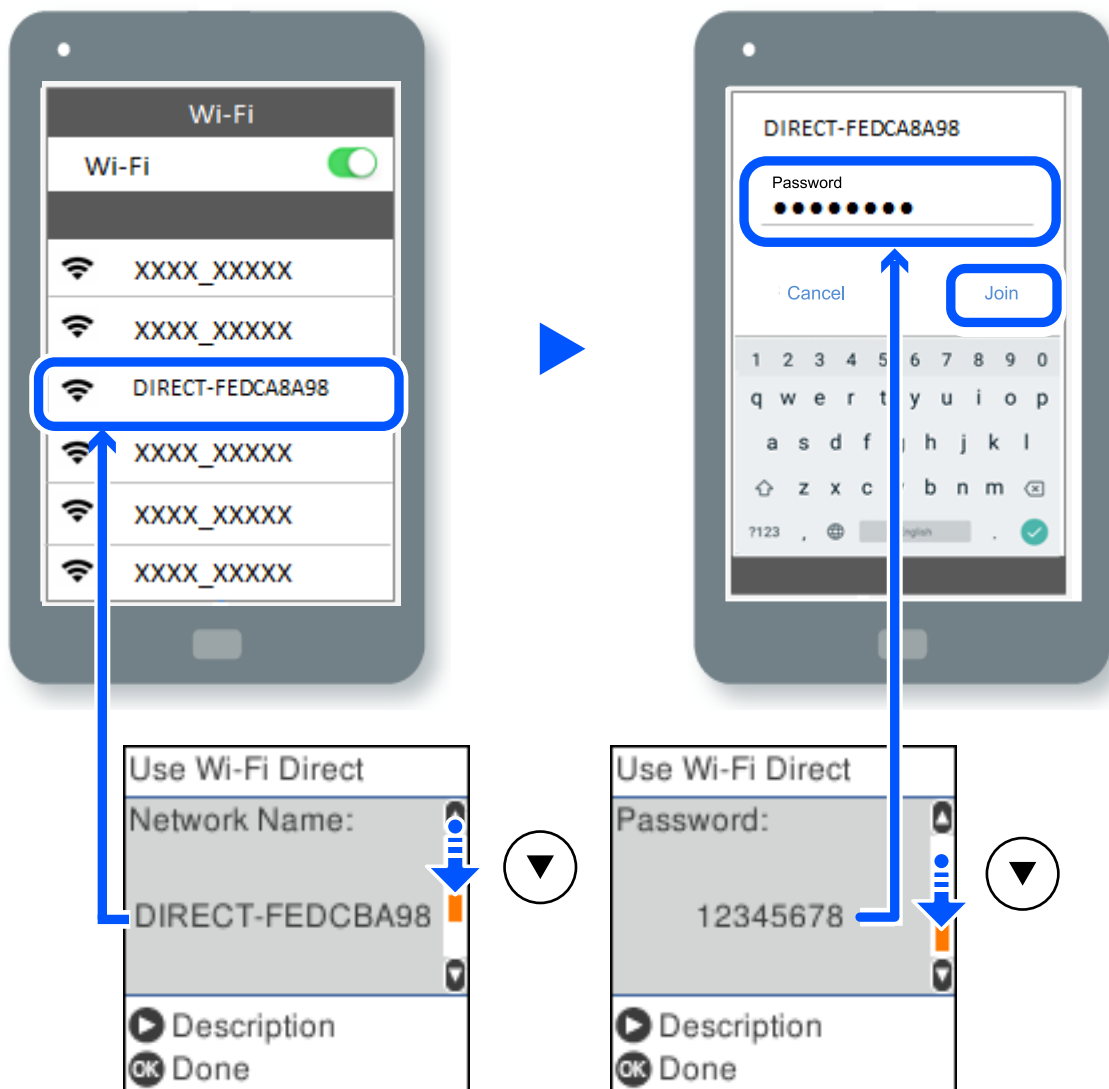 Wi-Fi
Wi-Fi
XXXX_XXXXX
XXXX_XXXXX
DIRECT-FEDCA8A98
XXXX_XXXXX
XXXX_XXXXX
XXXX_XXXXX
DIRECT-FEDCA8A98
Password
●●●●●●●●
Cancel Join
1 2 3 4 5 6 7 8 9 0
q w e r t y u i o p
a s d f h j k l
z x c b n m
?123 , .
Use Wi-Fi Direct
Network Name:
DIRECT-FEDCBA98
Description
OK Done
Use Wi-Fi Direct
Password:
12345678
Description
OK Done